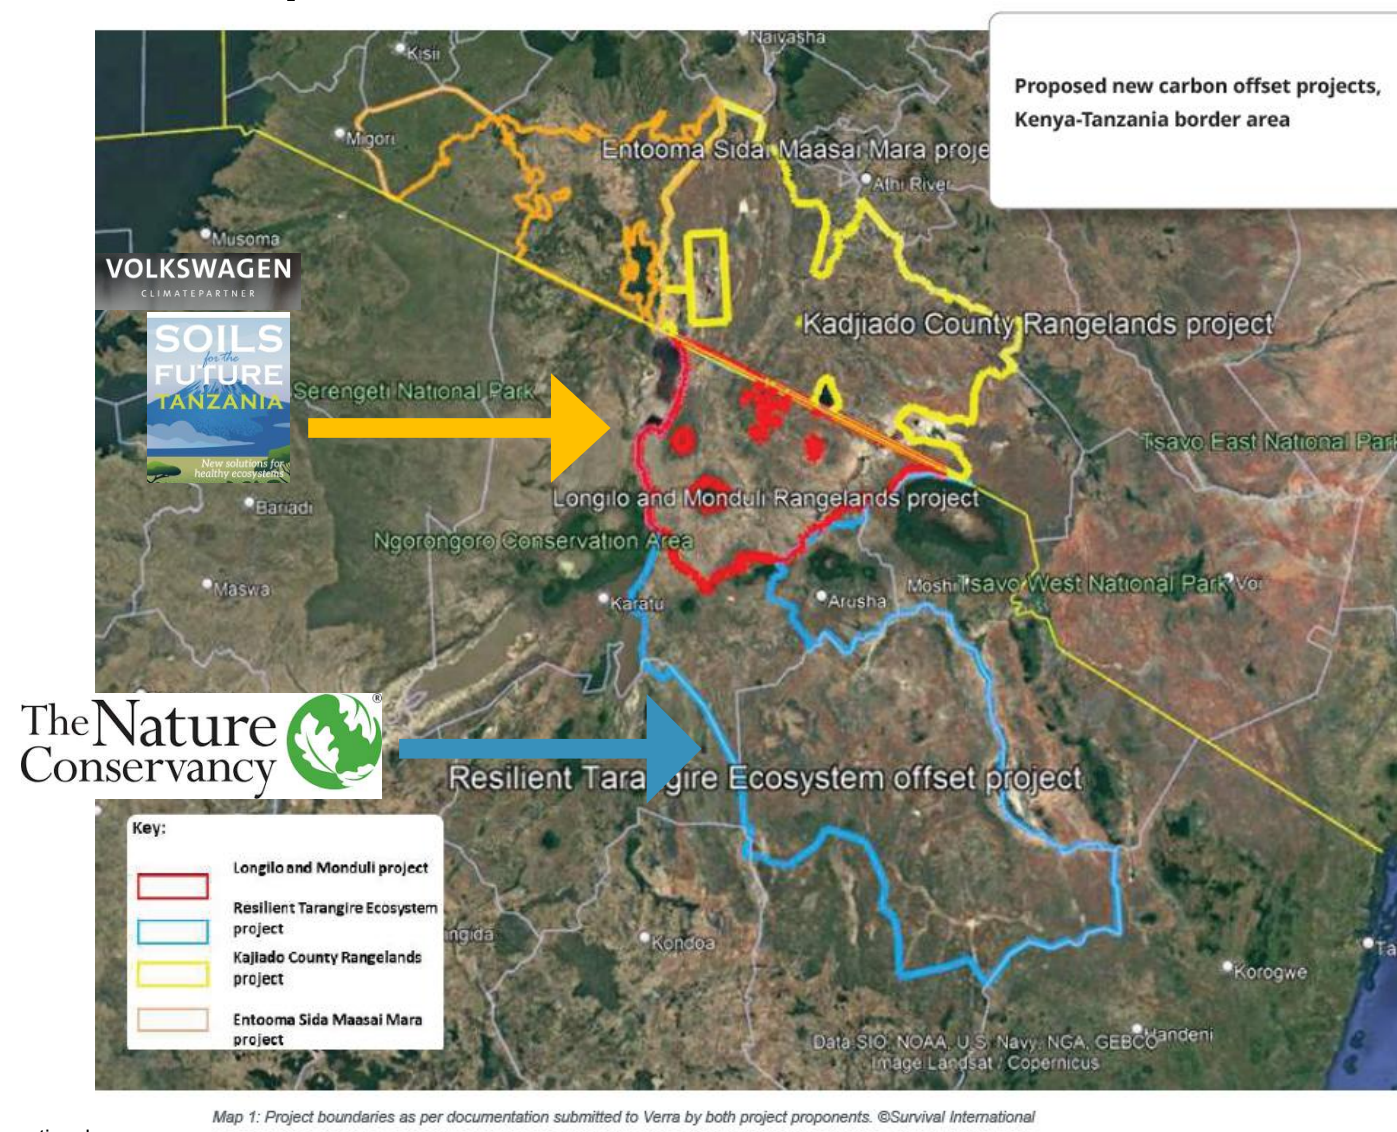 Proposed new carbon offset projects,
Kenya-Tanzania border area
Naivasha
Kisii
Migori
Entooma Sidai Maasai Mara proje
Athi River
Musoma
VOLKSWAGEN
CLIMATEPARTNER
SOILS
for the
FUTURE
TANZANIA
New solutions for
healthy ecosystems
Kadjiado County Rangelands project
Serengeti National Park
Tsavo East National Par
Longilo and Monduli Rangelands project
Bariadi
Ngorongoro Conservation Area
Maswa
Karatu
Arusha
Moshi
Tsavo West National Park
Voi
The Nature
Conservancy
®
Resilient Tarangire Ecosystem offset project
Key:
Longilo and Monduli project
Resilient Tarangire Ecosystem
project
Kajiado County Rangelands
project
Entooma Sida Maasai Mara
project
ngida
Kondoa
Korogwe
Ta
Handeni
Data SIO, NOAA, U.S. Navy, NGA, GEBCO
Image Landsat / Copernicus
Map 1: Project boundaries as per documentation submitted to Verra by both project proponents. ©Survival International